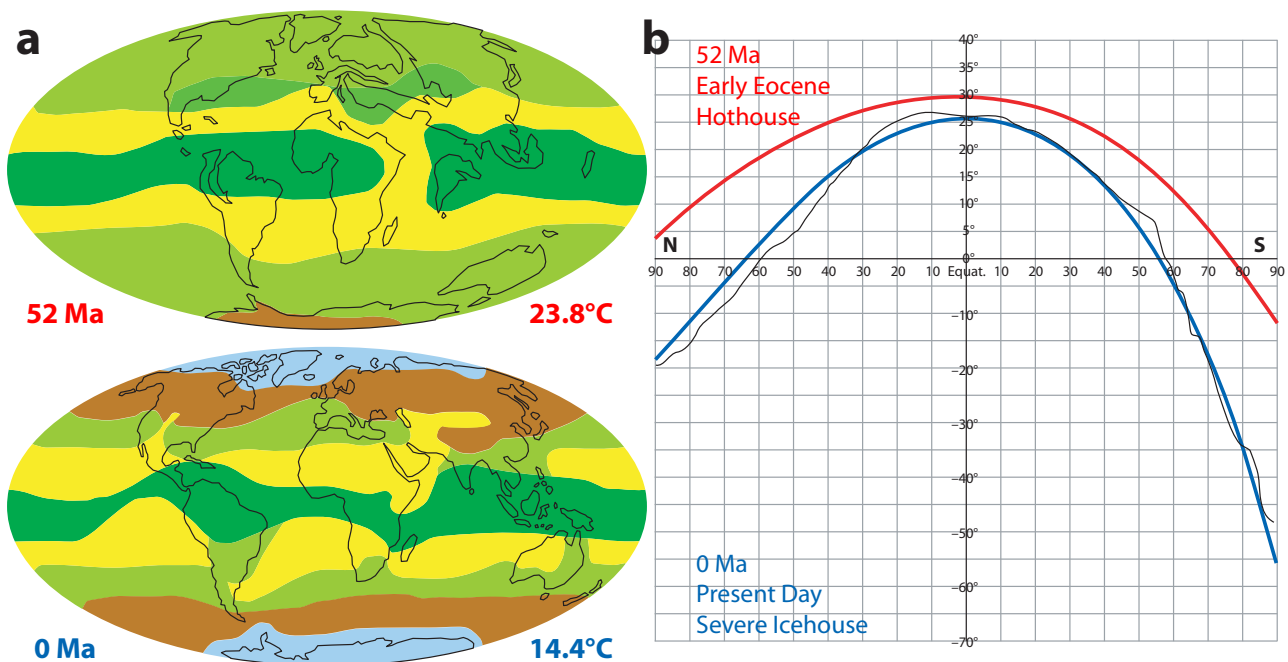 a
52 Ma
23.8°C
0 Ma
14.4°C
b
52 Ma
Early Eocene
Hothouse
40°
35°
30°
25°
20°
15°
10°
5°
0°
N
S
90 80 70 60 50 40 30 20 10 Equat. 10 20 30 40 50 60 70 80 90
–10°
–20°
–30°
–40°
–50°
–60°
–70°
0 Ma
Present Day
Severe Icehouse